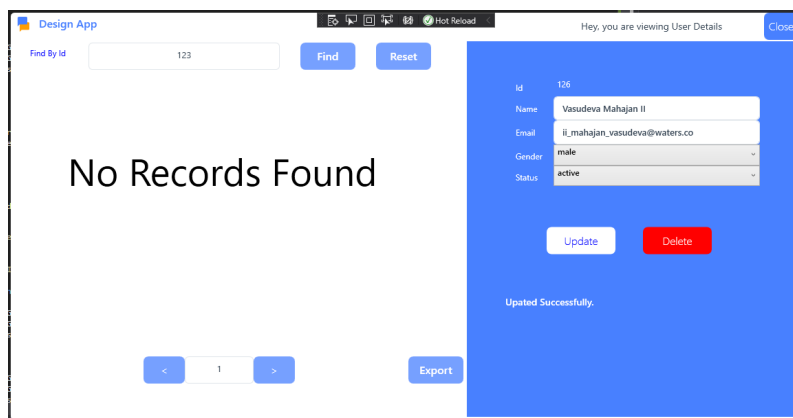 Design App
Hot Reload
Hey, you are viewing User Details
Close
Find By Id
123
Find
Reset
No Records Found
<
1
>
Export
Id
126
Name
Vasudeva Mahajan II
Email
ii_mahajan_vasudeva@waters.co
Gender
male
Status
active
Update
Delete
Upated Successfully.